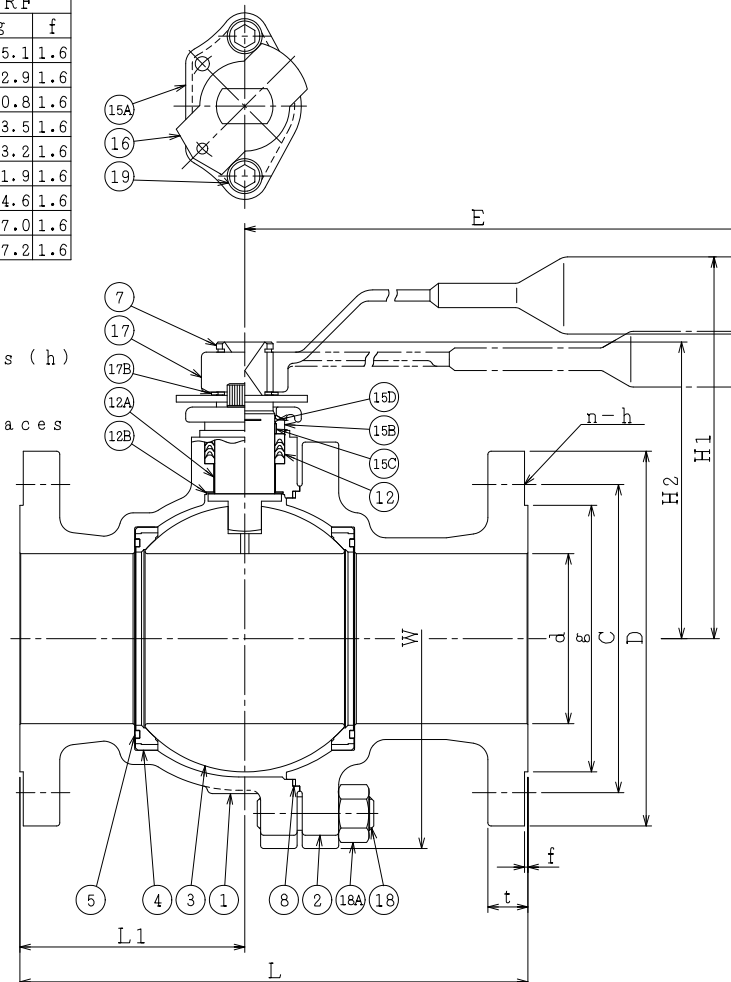 RF
g f
5.1 1.6
2.9 1.6
0.8 1.6
3.5 1.6
3.2 1.6
1.9 1.6
4.6 1.6
7.0 1.6
7.2 1.6
15A
16
19
E
7
17
s (h)
17B
12A
aces
12B
15D
15B
15C
12
n-h
H1
H2
W
d
g
C
D
f
t
5
4
3
1
8
2
18A
18
L1
L